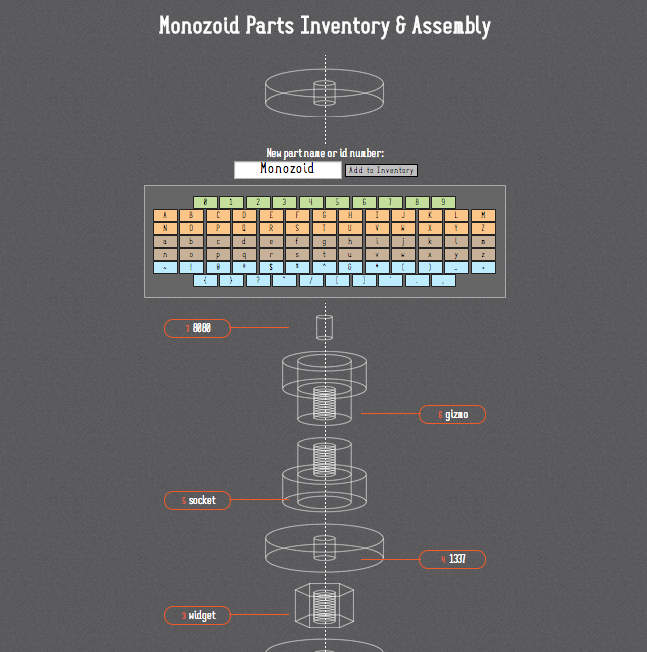 Monozoid Parts Inventory & Assembly
New part name or id number:
Monozoid
Add to Inventory
0 1 2 3 4 5 6 7 8 9
A B C D E F G H I J K L M
N O P Q R S T U V W X Y Z
a b c d e f g h i j k l m
n o p q r s t u v w x y z
7 8080
6 gizmo
5 socket
4 1337
3 widget